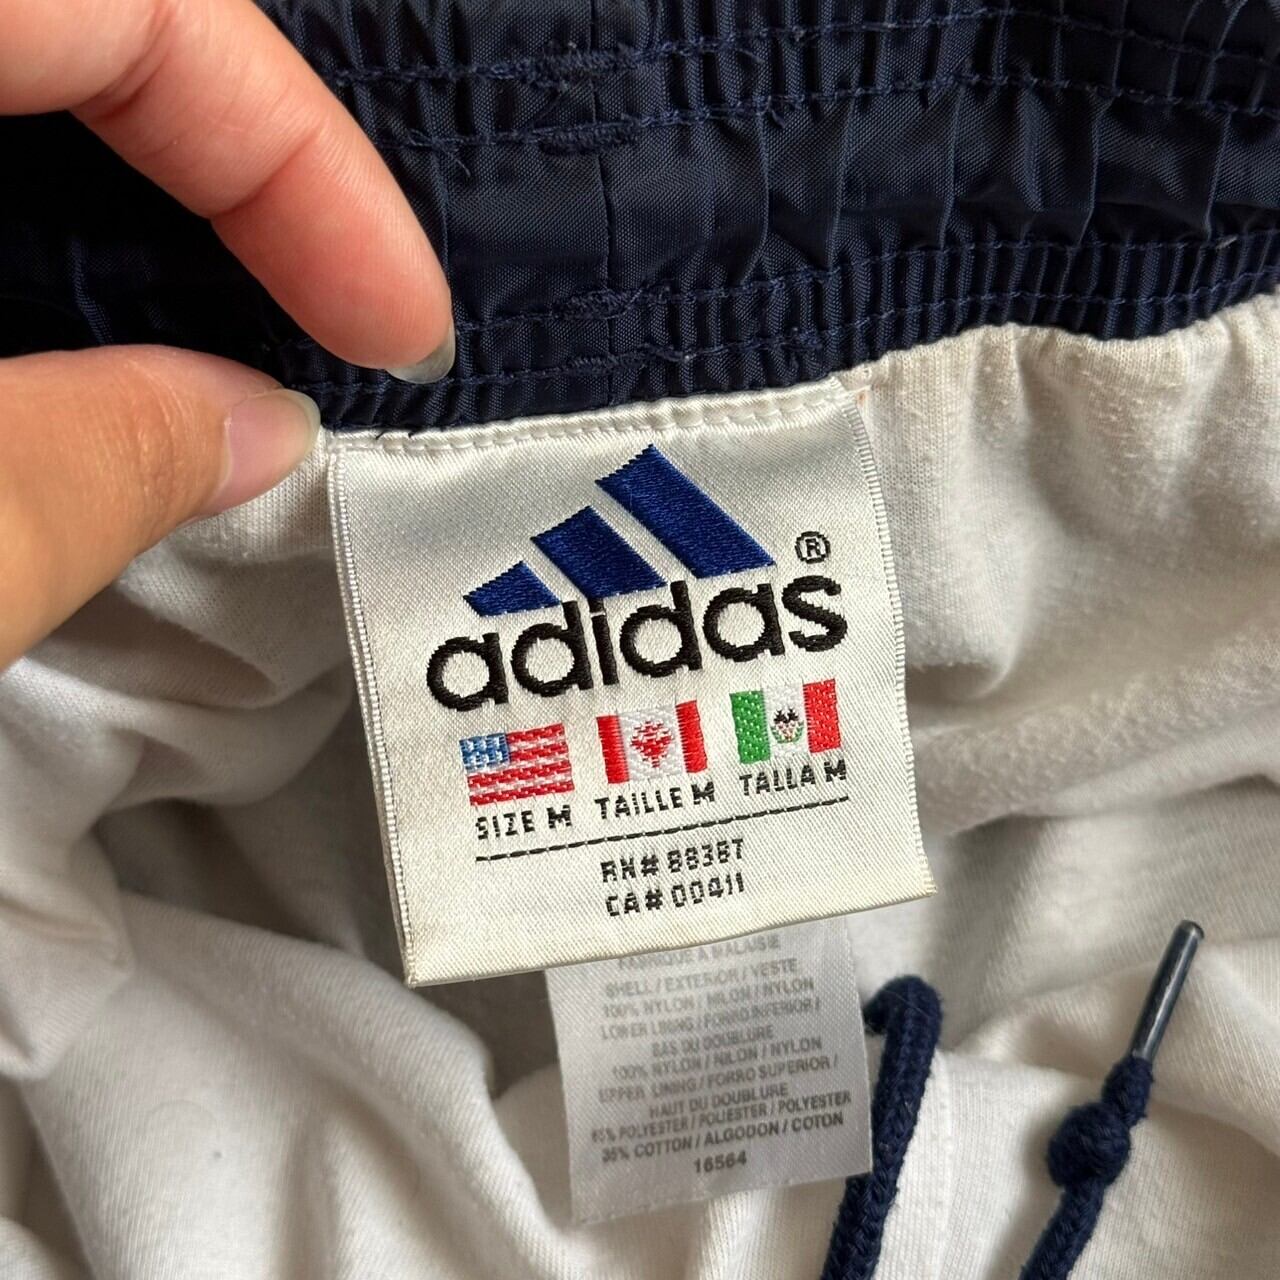 adidas ®
SIZE M TAILLE M TALLA M
RN# 88387
CA# 00411
FABRIQUÉ À MALAISIE
SHELL / EXTERIOR / VESTE
100% NYLON / NILON / NYLON
LOWER LINING / FORRO INFERIOR /
BAS DU DOUBLURE
100% NYLON / NILON / NYLON
UPPER LINING / FORRO SUPERIOR /
HAUT DU DOUBLURE
65% POLYESTER / POLIESTER / POLYESTER
35% COTTON / ALGODON / COTON
16564